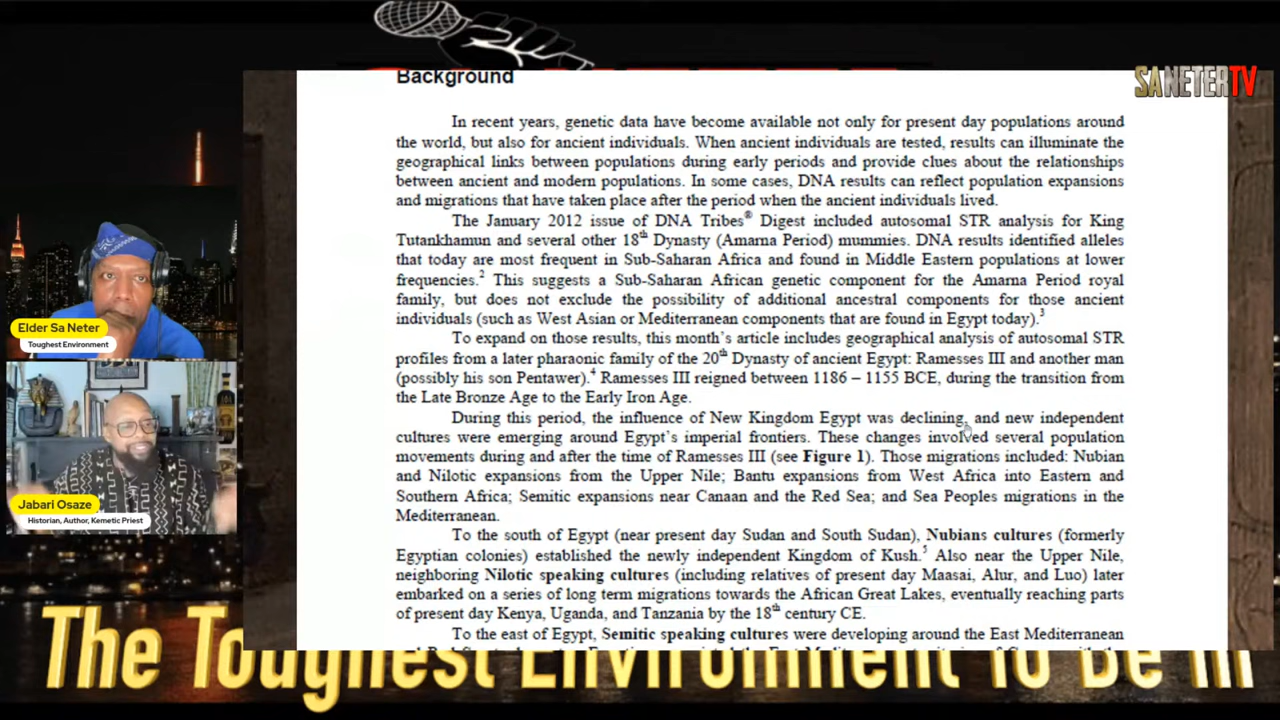 SANETERTV
Background
In recent years, genetic data have become available not only for present day populations around
the world, but also for ancient individuals. When ancient individuals are tested, results can illuminate the
geographical links between populations during early periods and provide clues about the relationships
between ancient and modern populations. In some cases, DNA results can reflect population expansions
and migrations that have taken place after the period when the ancient individuals lived.
The January 2012 issue of DNA Tribes® Digest included autosomal STR analysis for King
Tutankhamun and several other 18th Dynasty (Amarna Period) mummies. DNA results identified alleles
that today are most frequent in Sub-Saharan Africa and found in Middle Eastern populations at lower
frequencies.2 This suggests a Sub-Saharan African genetic component for the Amarna Period royal
family, but does not exclude the possibility of additional ancestral components for those ancient
individuals (such as West Asian or Mediterranean components that are found in Egypt today).3
To expand on those results, this month's article includes geographical analysis of autosomal STR
profiles from a later pharaonic family of the 20th Dynasty of ancient Egypt: Ramesses III and another man
(possibly his son Pentawer).4 Ramesses III reigned between 1186 – 1155 BCE, during the transition from
the Late Bronze Age to the Early Iron Age.
During this period, the influence of New Kingdom Egypt was declining, and new independent
cultures were emerging around Egypt's imperial frontiers. These changes involved several population
movements during and after the time of Ramesses III (see Figure 1). Those migrations included: Nubian
and Nilotic expansions from the Upper Nile; Bantu expansions from West Africa into Eastern and
Southern Africa; Semitic expansions near Canaan and the Red Sea; and Sea Peoples migrations in the
Mediterranean.
To the south of Egypt (near present day Sudan and South Sudan), Nubians cultures (formerly
Egyptian colonies) established the newly independent Kingdom of Kush.5 Also near the Upper Nile,
neighboring Nilotic speaking cultures (including relatives of present day Maasai, Alur, and Luo) later
embarked on a series of long term migrations towards the African Great Lakes, eventually reaching parts
of present day Kenya, Uganda, and Tanzania by the 18th century CE.
To the east of Egypt, Semitic speaking cultures were developing around the East Mediterranean
Elder Sa Neter
Toughest Environment
Jabari Osaze
Historian, Author, Kemetic Priest
The Toughest Environment To Be In